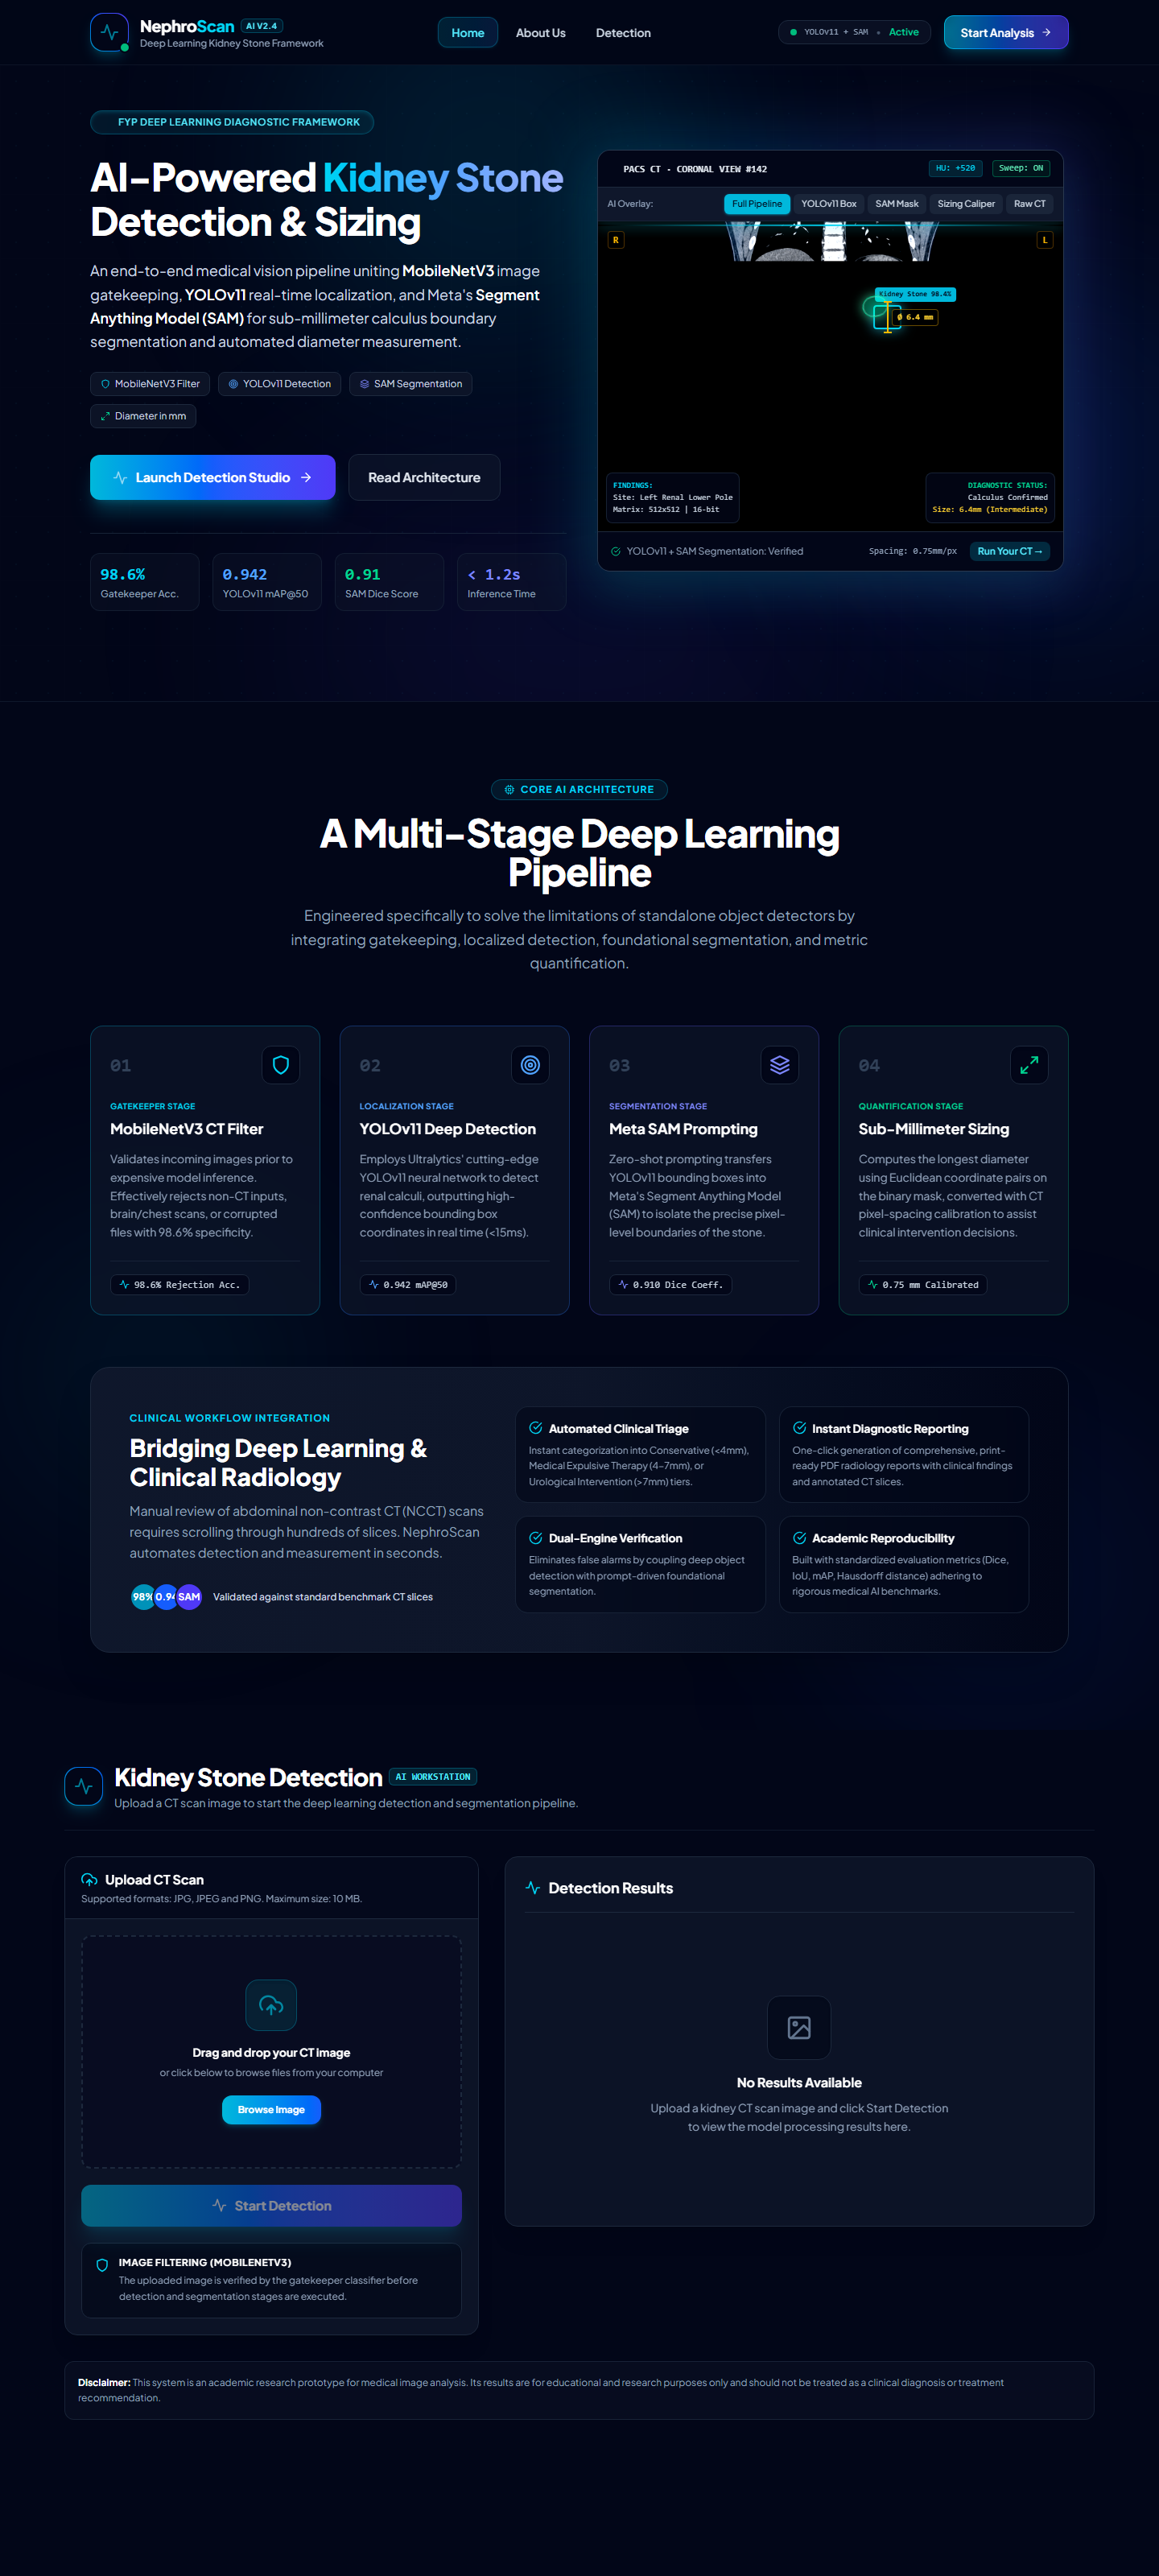 NephroScan AI V2.4
Deep Learning Kidney Stone Framework
Home
About Us
Detection
YOLOv11 + SAM • Active
Start Analysis →
FYP DEEP LEARNING DIAGNOSTIC FRAMEWORK
AI-Powered Kidney Stone
Detection & Sizing
An end-to-end medical vision pipeline uniting MobileNetV3 image
gatekeeping, YOLOv11 real-time localization, and Meta's Segment
Anything Model (SAM) for sub-millimeter calculus boundary
segmentation and automated diameter measurement.
MobileNetV3 Filter
YOLOv11 Detection
SAM Segmentation
Diameter in mm
Launch Detection Studio →
Read Architecture
98.6%
Gatekeeper Acc.
0.942
YOLOv11 mAP@50
0.91
SAM Dice Score
< 1.2s
Inference Time
PACS CT - CORONAL VIEW #142
HU: +520
Sweep: ON
AI Overlay:
Full Pipeline
YOLOv11 Box
SAM Mask
Sizing Caliper
Raw CT
R
L
Kidney Stone 98.4%
Ø 6.4 mm
FINDINGS:
Site: Left Renal Lower Pole
Matrix: 512x512 | 16-bit
DIAGNOSTIC STATUS:
Calculus Confirmed
Size: 6.4mm (Intermediate)
YOLOv11 + SAM Segmentation: Verified
Spacing: 0.75mm/px
Run Your CT →
CORE AI ARCHITECTURE
A Multi-Stage Deep Learning
Pipeline
Engineered specifically to solve the limitations of standalone object detectors by
integrating gatekeeping, localized detection, foundational segmentation, and metric
quantification.
01
GATEKEEPER STAGE
MobileNetV3 CT Filter
Validates incoming images prior to
expensive model inference.
Effectively rejects non-CT inputs,
brain/chest scans, or corrupted
files with 98.6% specificity.
98.6% Rejection Acc.
02
LOCALIZATION STAGE
YOLOv11 Deep Detection
Employs Ultralytics' cutting-edge
YOLOv11 neural network to detect
renal calculi, outputting high-
confidence bounding box
coordinates in real time (<15ms).
0.942 mAP@50
03
SEGMENTATION STAGE
Meta SAM Prompting
Zero-shot prompting transfers
YOLOv11 bounding boxes into
Meta's Segment Anything Model
(SAM) to isolate the precise pixel-
level boundaries of the stone.
0.910 Dice Coeff.
04
QUANTIFICATION STAGE
Sub-Millimeter Sizing
Computes the longest diameter
using Euclidean coordinate pairs on
the binary mask, converted with CT
pixel-spacing calibration to assist
clinical intervention decisions.
0.75 mm Calibrated
CLINICAL WORKFLOW INTEGRATION
Bridging Deep Learning &
Clinical Radiology
Manual review of abdominal non-contrast CT (NCCT) scans
requires scrolling through hundreds of slices. NephroScan
automates detection and measurement in seconds.
98%
0.94
SAM
Validated against standard benchmark CT slices
Automated Clinical Triage
Instant categorization into Conservative (<4mm),
Medical Expulsive Therapy (4-7mm), or
Urological Intervention (>7mm) tiers.
Instant Diagnostic Reporting
One-click generation of comprehensive, print-
ready PDF radiology reports with clinical findings
and annotated CT slices.
Dual-Engine Verification
Eliminates false alarms by coupling deep object
detection with prompt-driven foundational
segmentation.
Academic Reproducibility
Built with standardized evaluation metrics (Dice,
IoU, mAP, Hausdorff distance) adhering to
rigorous medical AI benchmarks.
Kidney Stone Detection AI WORKSTATION
Upload a CT scan image to start the deep learning detection and segmentation pipeline.
Upload CT Scan
Supported formats: JPG, JPEG and PNG. Maximum size: 10 MB.
Drag and drop your CT image
or click below to browse files from your computer
Browse Image
Start Detection
IMAGE FILTERING (MOBILENETV3)
The uploaded image is verified by the gatekeeper classifier before
detection and segmentation stages are executed.
Detection Results
No Results Available
Upload a kidney CT scan image and click Start Detection
to view the model processing results here.
Disclaimer: This system is an academic research prototype for medical image analysis. Its results are for educational and research purposes only and should not be treated as a clinical diagnosis or treatment
recommendation.